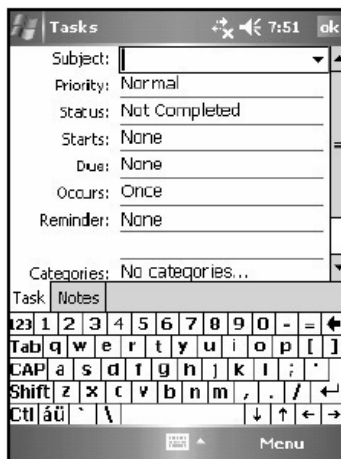 Tasks 7:51 ok
Subject:
Priority: Normal
Status: Not Completed
Starts: None
Due: None
Occurs: Once
Reminder: None
Categories: No categories...
Task Notes
123 1 2 3 4 5 6 7 8 9 0 - =
Tab q w e r t y u i o p [ ]
CAP a s d f g h j k l ; '
Shift z x c v b n m , . /
Ctl áü ` \ ↓ ↑ ← →
Menu